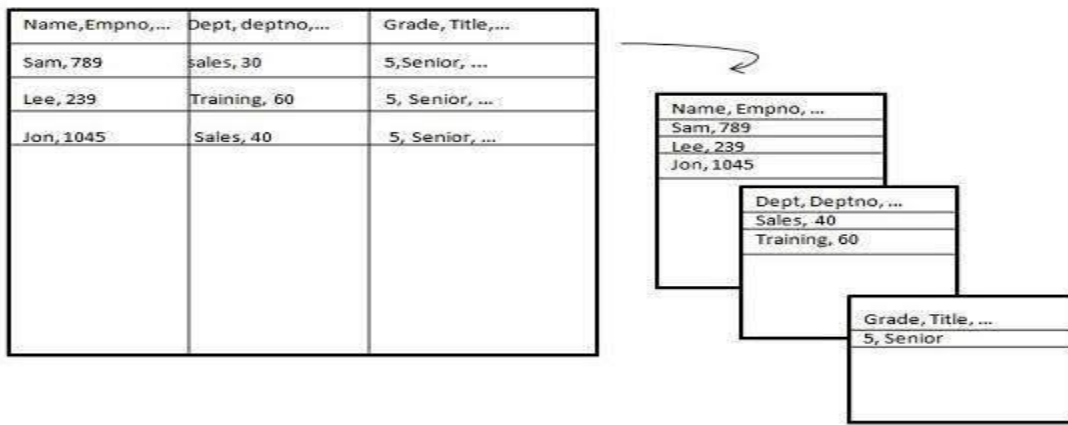 Name,Empno,... Dept, deptno,... Grade, Title,...
Sam, 789 sales, 30 5,Senior, ...
Lee, 239 Training, 60 5, Senior, ...
Jon, 1045 Sales, 40 5, Senior, ...
Name, Empno, ...
Sam, 789
Lee, 239
Jon, 1045
Dept, Deptno, ...
Sales, 40
Training, 60
Grade, Title, ...
5, Senior